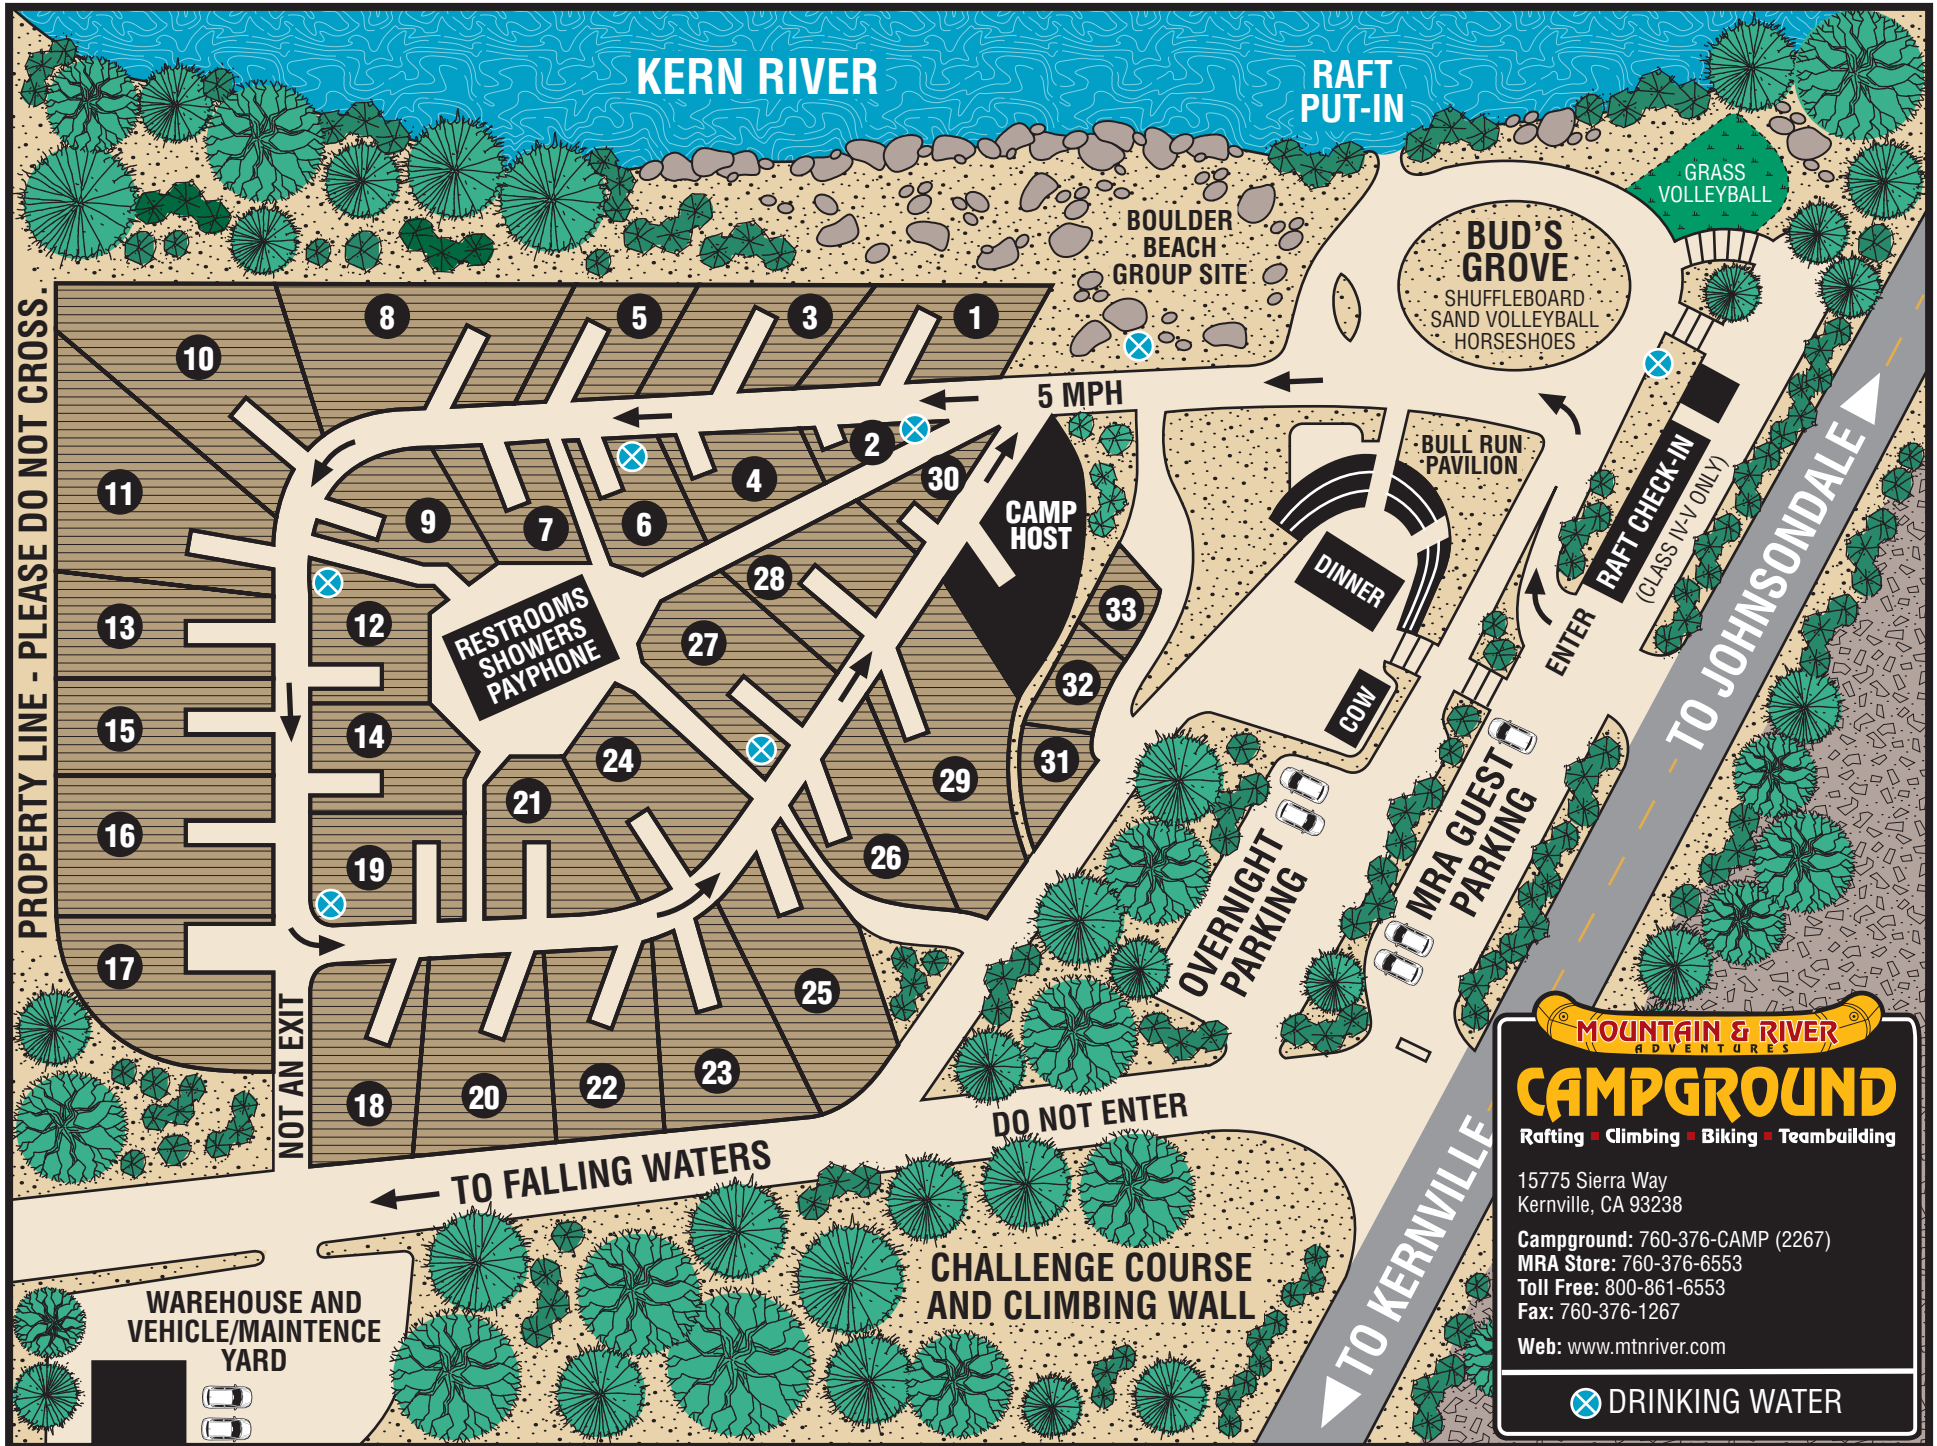 KERN RIVER
RAFT
PUT-IN
GRASS
VOLLEYBALL
BOULDER
BEACH
GROUP SITE
BUD'S
GROVE
SHUFFLEBOARD
SAND VOLLEYBALL
HORSESHOES
PROPERTY LINE - PLEASE DO NOT CROSS.
10
8
5
3
1
5 MPH
2
11
9
7
6
4
30
CAMP
HOST
BULL RUN
PAVILION
DINNER
COW
RAFT CHECK-IN
(CLASS IV-V ONLY)
ENTER
TO JOHNSONDALE
13
12
RESTROOMS
SHOWERS
PAYPHONE
28
27
33
32
31
15
14
24
21
29
16
19
26
17
25
23
22
20
18
NOT AN EXIT
OVERNIGHT
PARKING
MRA GUEST
PARKING
DO NOT ENTER
TO FALLING WATERS
TO KERNVILLE
CHALLENGE COURSE
AND CLIMBING WALL
WAREHOUSE AND
VEHICLE/MAINTENCE
YARD
MOUNTAIN & RIVER
ADVENTURES
CAMPGROUND
Rafting ▪ Climbing ▪ Biking ▪ Teambuilding
15775 Sierra Way
Kernville, CA 93238
Campground: 760-376-CAMP (2267)
MRA Store: 760-376-6553
Toll Free: 800-861-6553
Fax: 760-376-1267
Web: www.mtnriver.com
DRINKING WATER